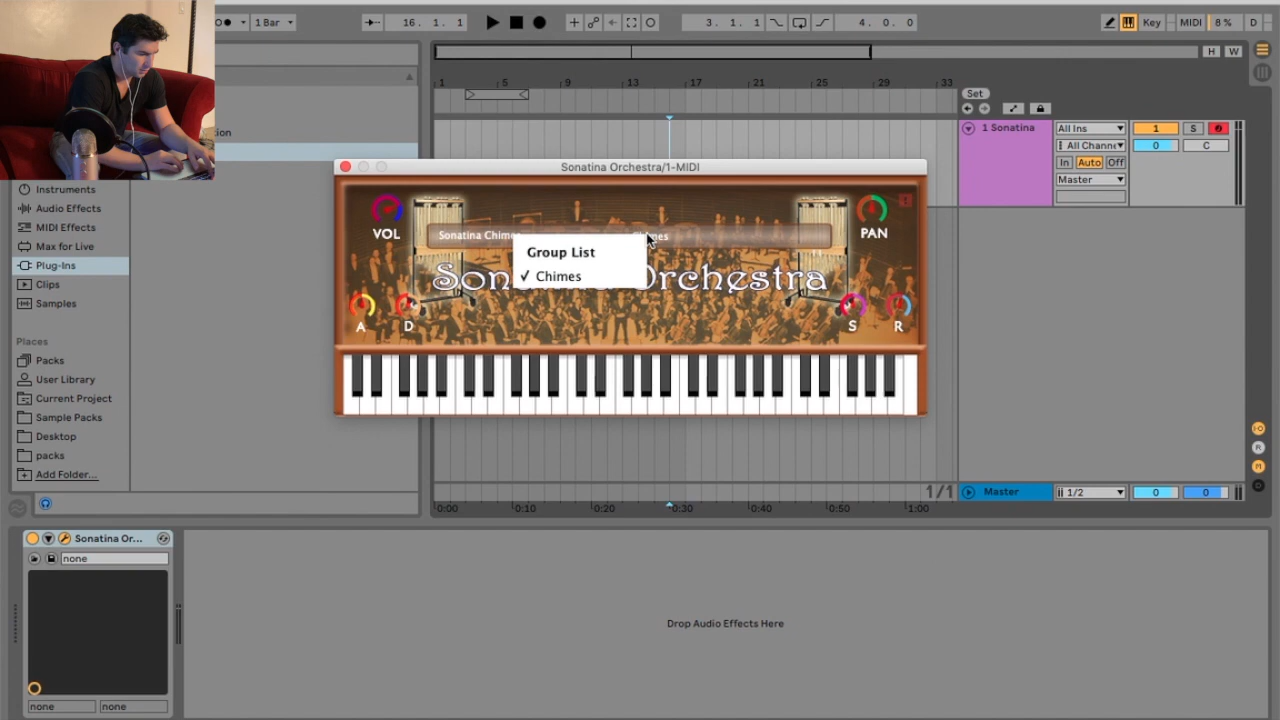 1 Bar
16. 1. 1
3. 1. 1
4. 0. 0
Key
MIDI
8 %
D
H
W
1
5
9
13
17
21
25
29
33
Set
ion
1 Sonatina
All Ins
1
S
All Channe
0
C
In
Auto
Off
Master
Sonatina Orchestra/1-MIDI
VOL
PAN
Sonatina Chimes
Group List
✓ Chimes
Sonatina Orchestra
A
D
S
R
Instruments
Audio Effects
MIDI Effects
Max for Live
Plug-Ins
Clips
Samples
Places
Packs
User Library
Current Project
Sample Packs
Desktop
packs
Add Folder...
1/1
Master
1/2
0
0
0:00
0:10
0:20
0:30
0:40
0:50
1:00
Sonatina Or...
none
Drop Audio Effects Here
none
none